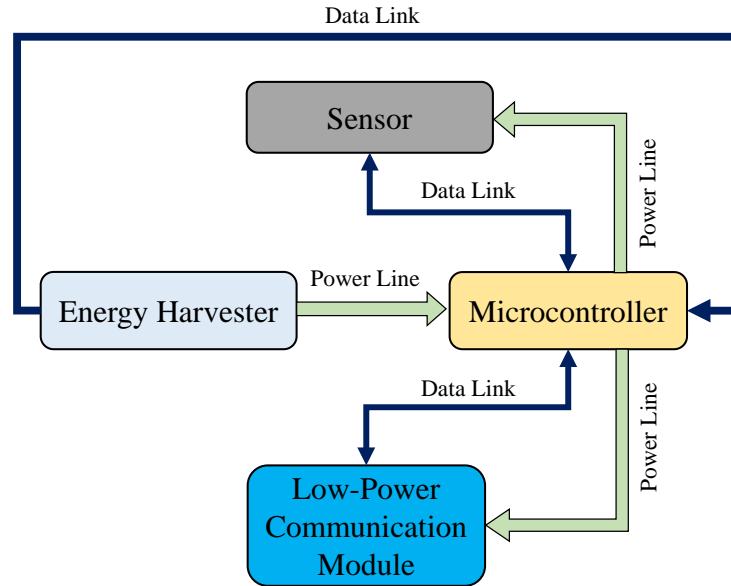 Data Link
Sensor
Data Link
Power Line
Power Line
Energy Harvester
Microcontroller
Data Link
Power Line
Low-Power
Communication
Module